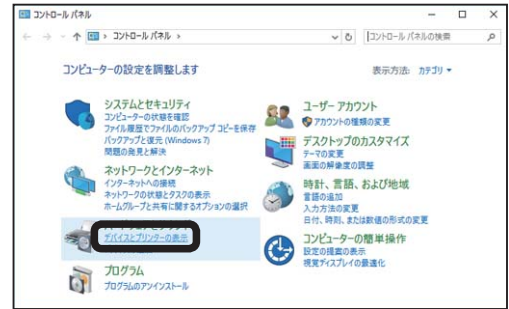 コントロール パネル
コントロール パネル
コントロール パネルの検索
コンピューターの設定を調整します
表示方法: カテゴリ
システムとセキュリティ
コンピューターの状態を確認
ファイル履歴でファイルのバックアップ コピーを保存
バックアップと復元 (Windows 7)
問題の発見と解決
ネットワークとインターネット
インターネットへの接続
ネットワークの状態とタスクの表示
ホームグループと共有に関するオプションの選択
デバイスとプリンターの表示
プログラム
プログラムのアンインストール
ユーザー アカウント
アカウントの種類の変更
デスクトップのカスタマイズ
テーマの変更
画面の解像度の調整
時計、言語、および地域
言語の追加
入力方法の変更
日付、時刻、または数値の形式の変更
コンピューターの簡単操作
設定の提案の表示
視覚ディスプレイの最適化